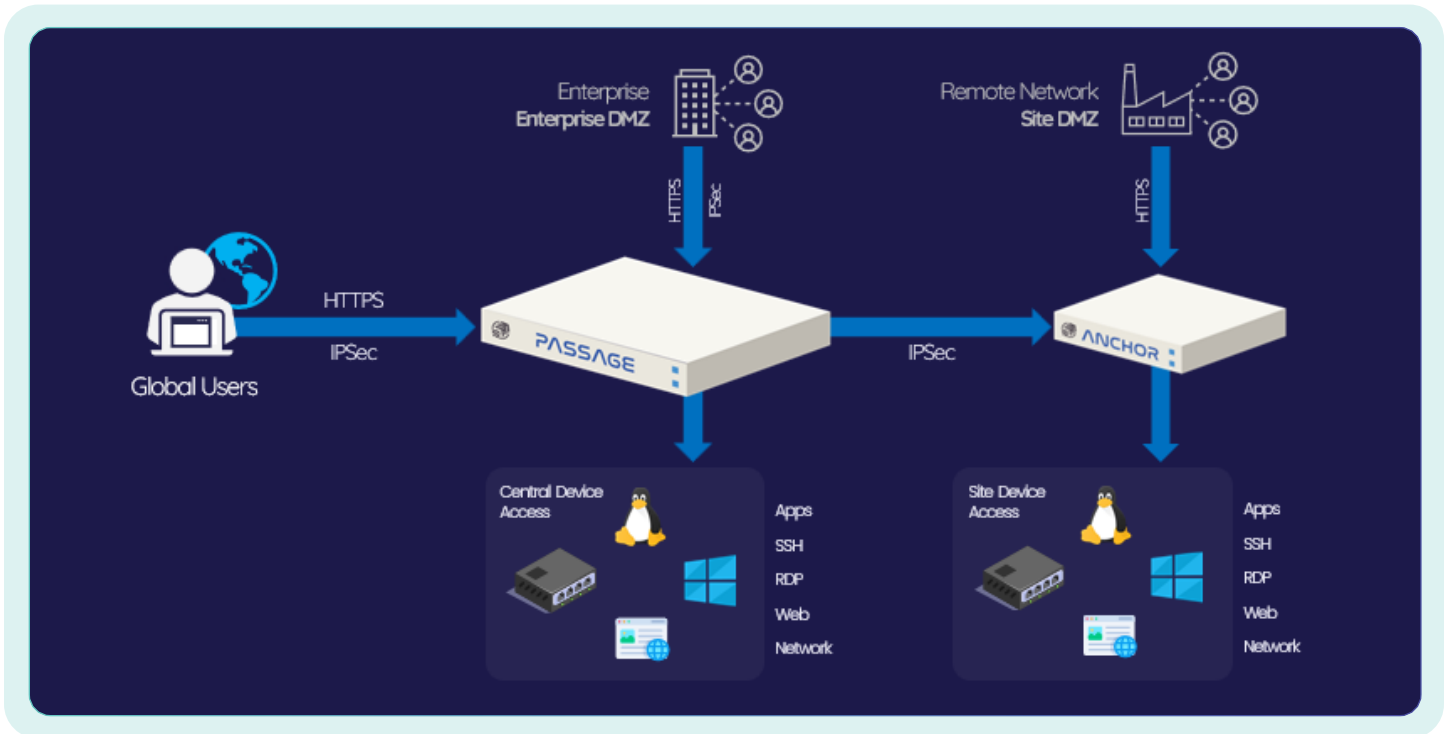 Enterprise
Enterprise DMZ
Remote Network
Site DMZ
HTTPS
IPSec
HTTPS
HTTPS
IPSec
Global Users
PASSAGE
IPSec
ANCHOR
Central Device
Access
Apps
SSH
RDP
Web
Network
Site Device
Access
Apps
SSH
RDP
Web
Network